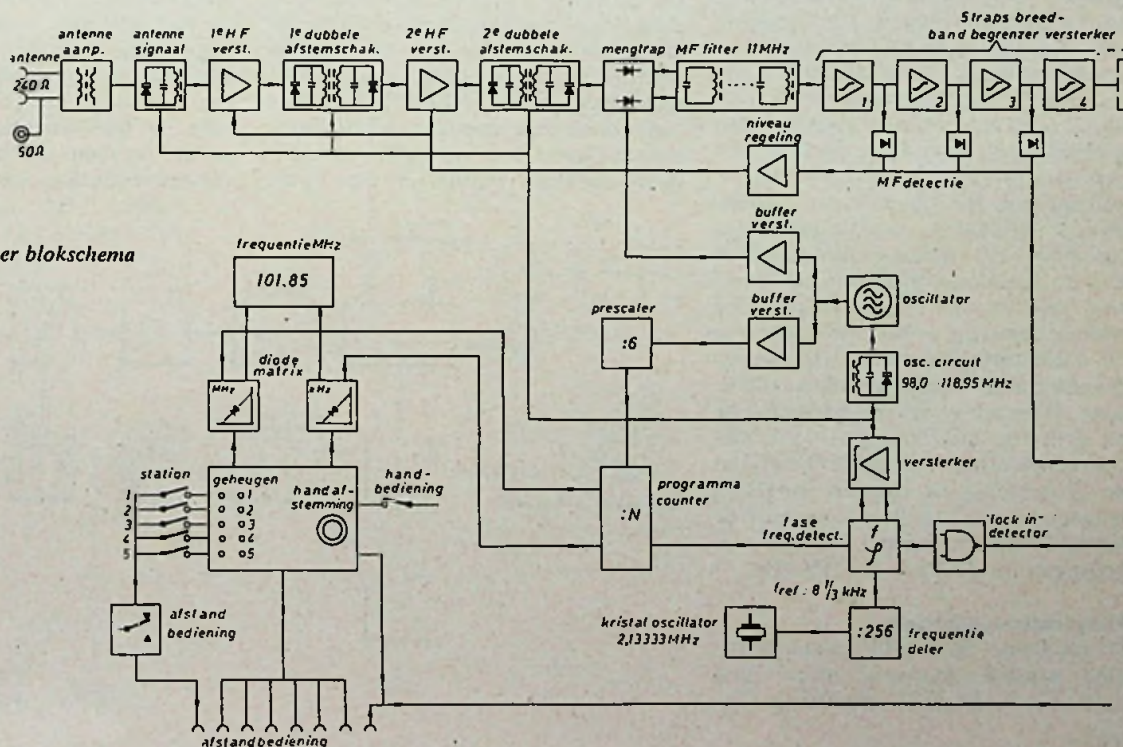 Straps breed-
band begrenzer versterker
antenne
aanp.
antenne
signaal
1e HF
verst.
1e dubbele
afstemschak.
2e HF
verst.
2e dubbele
afstemschak.
mengtrap
MF filter 11MHz
antenne
240 Ω
50Ω
1
2
3
4
niveau
regeling
MF detectie
er blokschema
frequentie MHz
101.85
buffer
verst.
oscillator
prescaler
:6
buffer
verst.
osc. circuit
98,0 - 118,95 MHz
diode
matrix
MHz
kHz
versterker
station
1
2
3
4
5
geheugen
1
2
3
4
5
handaf-
stemming
hand-
bediening
:N
programma
counter
fase
freq.detect.
f
φ
"lock in"
detector
fref.: 8 1/3 kHz
afstand
bediening
kristal oscillator
2,13333 MHz
:256
frequentie
deler
afstandbediening